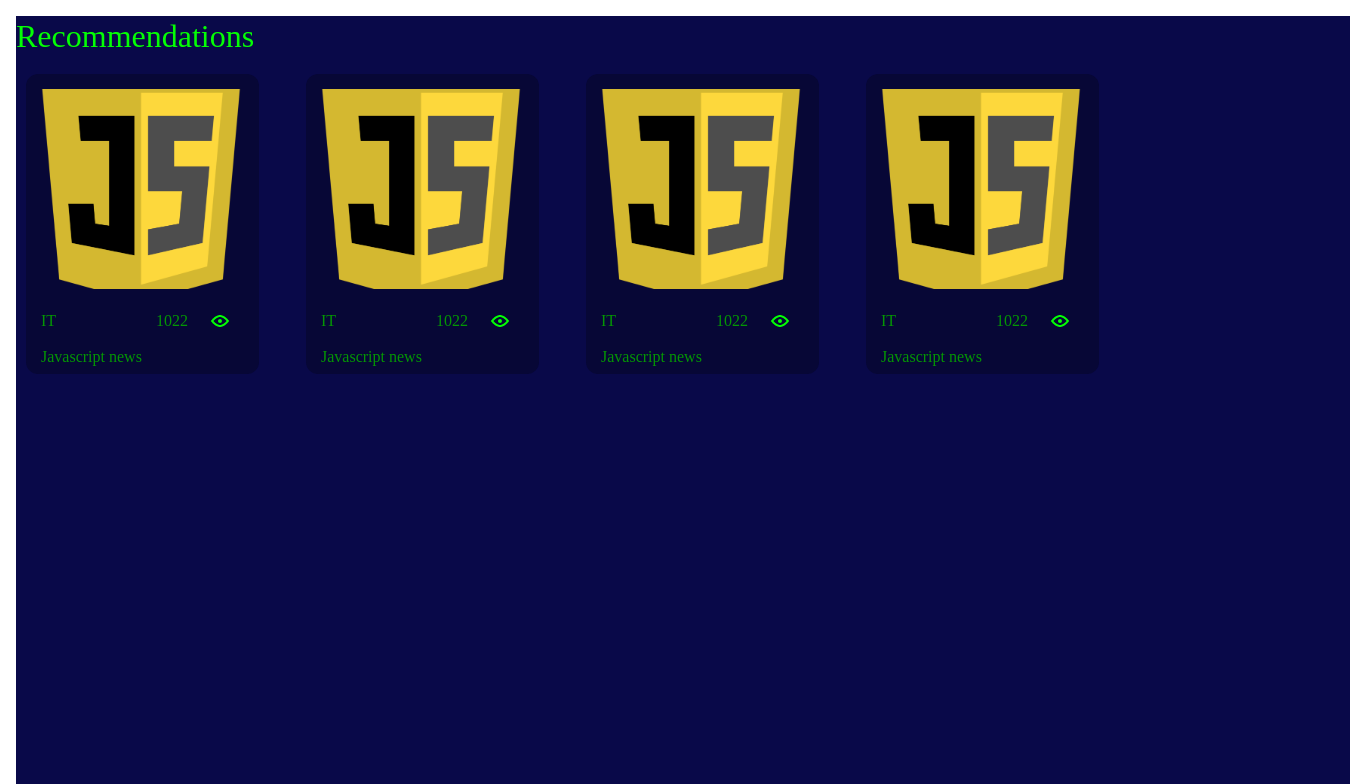 Recommendations
JS JS JS JS
IT 1022 IT 1022 IT 1022 IT 1022
Javascript news Javascript news Javascript news Javascript news